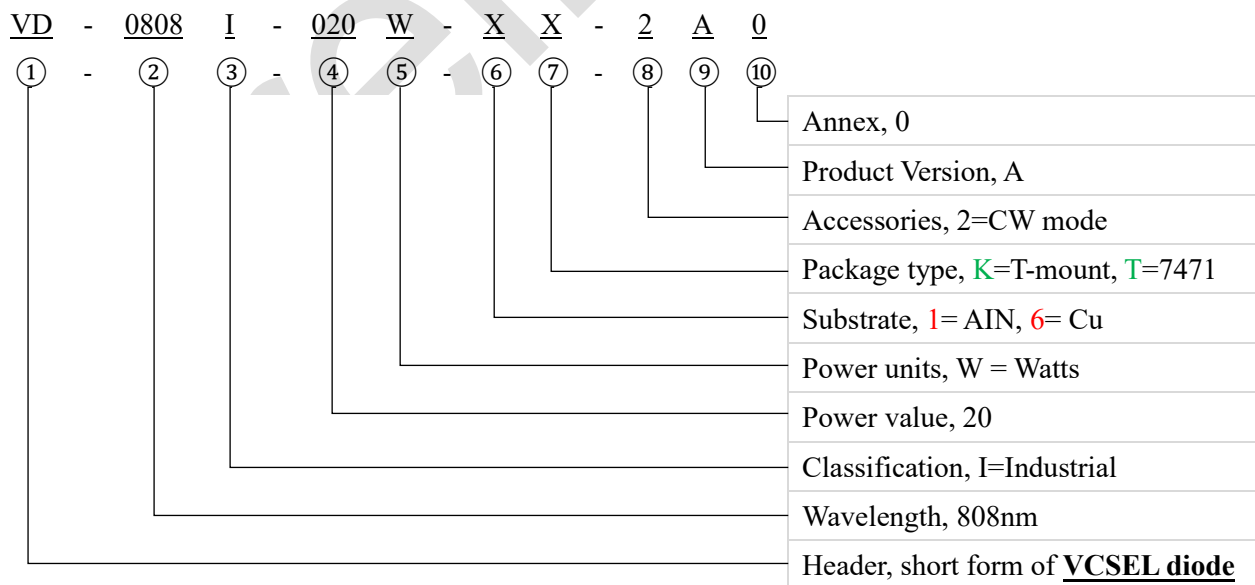 VD - 0808 I - 020 W - X X - 2 A 0
① - ② ③ - ④ ⑤ - ⑥ ⑦ - ⑧ ⑨ ⑩
Annex, 0
Product Version, A
Accessories, 2=CW mode
Package type, K=T-mount, T=7471
Substrate, 1= AIN, 6= Cu
Power units, W = Watts
Power value, 20
Classification, I=Industrial
Wavelength, 808nm
Header, short form of VCSEL diode